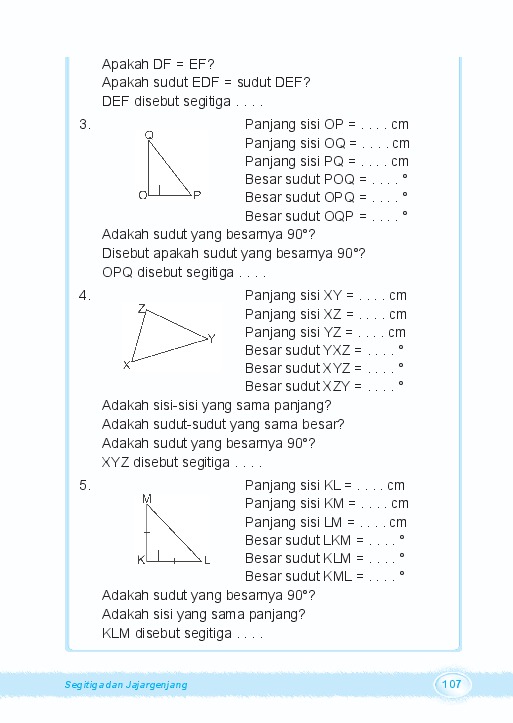 Apakah DF = EF?
Apakah sudut EDF = sudut DEF?
DEF disebut segitiga . . . .
3.
Q
O
P
Panjang sisi OP = . . . . cm
Panjang sisi OQ = . . . . cm
Panjang sisi PQ = . . . . cm
Besar sudut POQ = . . . . °
Besar sudut OPQ = . . . . °
Besar sudut OQP = . . . . °
Adakah sudut yang besarnya 90°?
Disebut apakah sudut yang besarnya 90°?
OPQ disebut segitiga . . . .
4.
Z
Y
X
Panjang sisi XY = . . . . cm
Panjang sisi XZ = . . . . cm
Panjang sisi YZ = . . . . cm
Besar sudut YXZ = . . . . °
Besar sudut XYZ = . . . . °
Besar sudut XZY = . . . . °
Adakah sisi-sisi yang sama panjang?
Adakah sudut-sudut yang sama besar?
Adakah sudut yang besarnya 90°?
XYZ disebut segitiga . . . .
5.
M
K
L
Panjang sisi KL = . . . . cm
Panjang sisi KM = . . . . cm
Panjang sisi LM = . . . . cm
Besar sudut LKM = . . . . °
Besar sudut KLM = . . . . °
Besar sudut KML = . . . . °
Adakah sudut yang besarnya 90°?
Adakah sisi yang sama panjang?
KLM disebut segitiga . . . .
Segitiga dan Jajargenjang
107